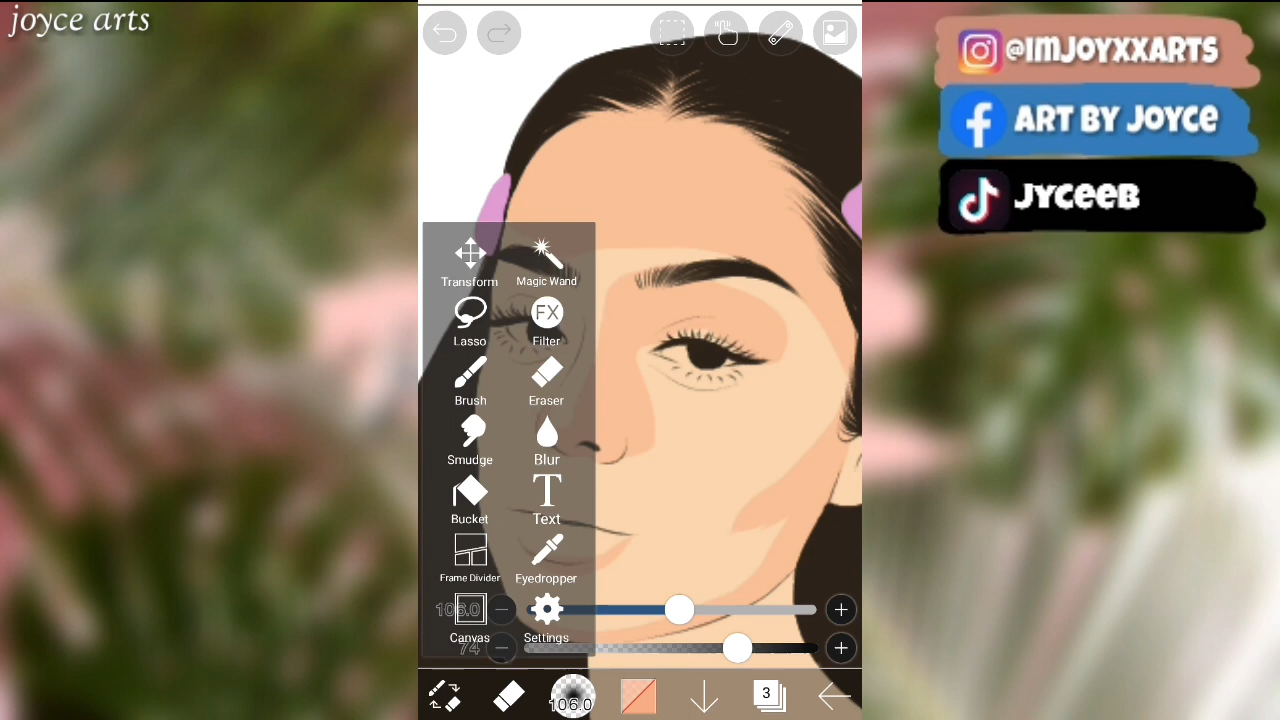 joyce arts
@IMJOYXXARTS
ART BY JOYCE
JYCEEB
Transform
Magic Wand
Lasso
FX
Filter
Brush
Eraser
Smudge
Blur
Bucket
T
Text
Frame Divider
Eyedropper
Canvas
Settings
106.0
74
106.0
3